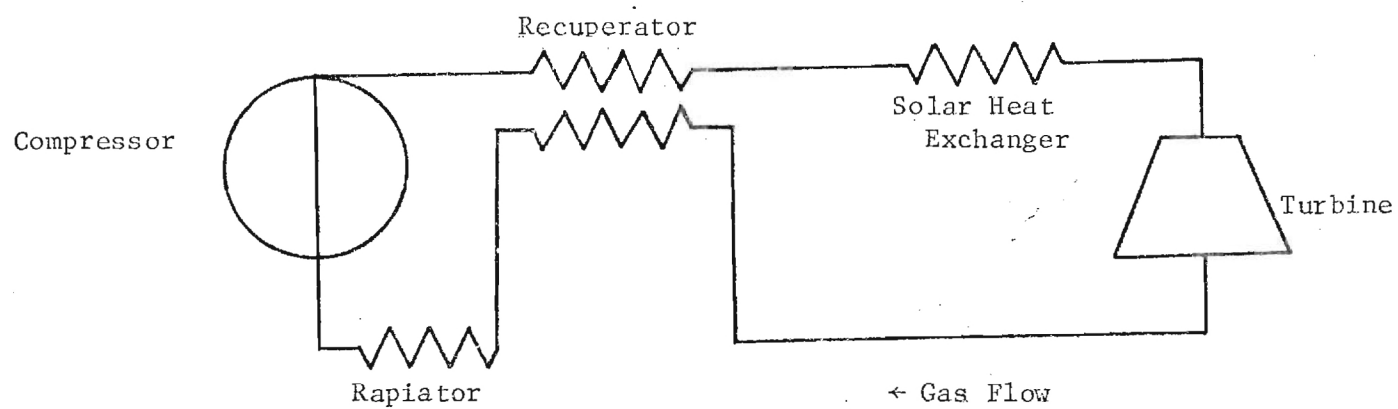 Recuperator
Solar Heat
Exchanger
Compressor
Turbine
Rapiator
← Gas Flow